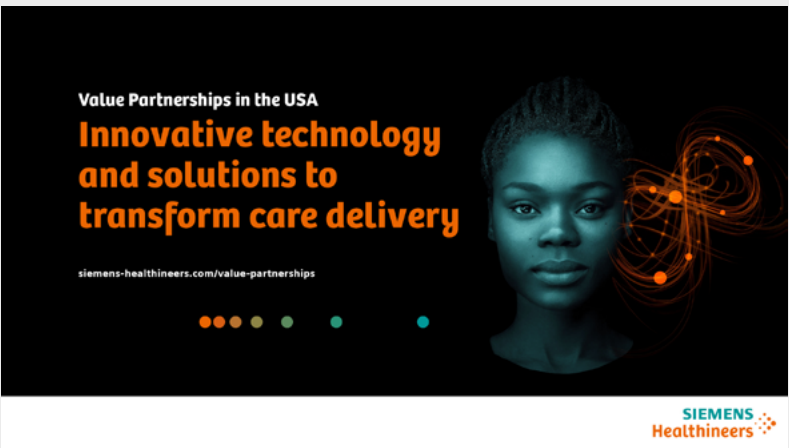 Value Partnerships in the USA
Innovative technology
and solutions to
transform care delivery
siemens-healthineers.com/value-partnerships
SIEMENS
Healthineers